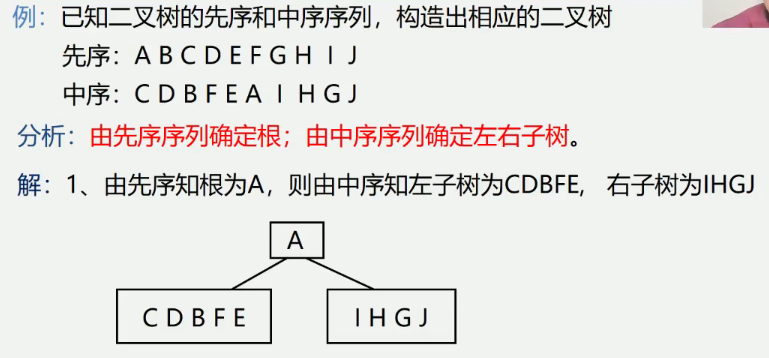 例：已知二叉树的先序和中序序列，构造出相应的二叉树
先序：A B C D E F G H I J
中序：C D B F E A I H G J
分析：由先序序列确定根；由中序序列确定左右子树。
解：1、由先序知根为A，则由中序知左子树为CDBFE， 右子树为IHGJ
A
C D B F E
I H G J